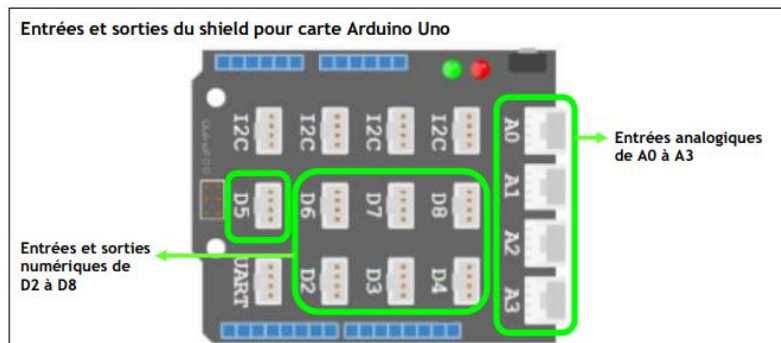 Entrées et sorties du shield pour carte Arduino Uno
I2C I2C I2C I2C
A0
Entrées analogiques
de A0 à A3
D5 D6 D7 D8
A1
Entrées et sorties
numériques de
D2 à D8
A2
UART D2 D3 D4
A3